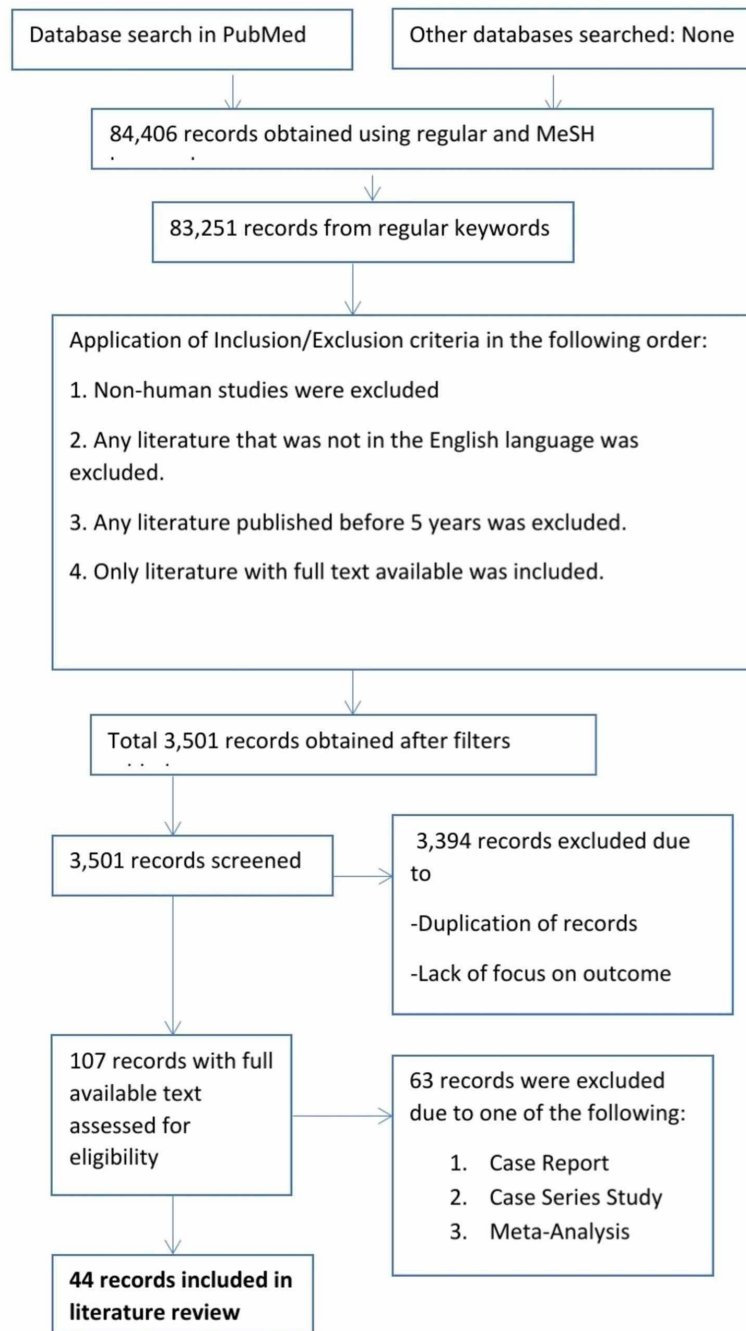 Database search in PubMed
Other databases searched: None
84,406 records obtained using regular and MeSH
83,251 records from regular keywords
Application of Inclusion/Exclusion criteria in the following order:
1. Non-human studies were excluded
2. Any literature that was not in the English language was
excluded.
3. Any literature published before 5 years was excluded.
4. Only literature with full text available was included.
Total 3,501 records obtained after filters
3,501 records screened
3,394 records excluded due
to
-Duplication of records
-Lack of focus on outcome
107 records with full
available text
assessed for
eligibility
63 records were excluded
due to one of the following:
1. Case Report
2. Case Series Study
3. Meta-Analysis
44 records included in
literature review